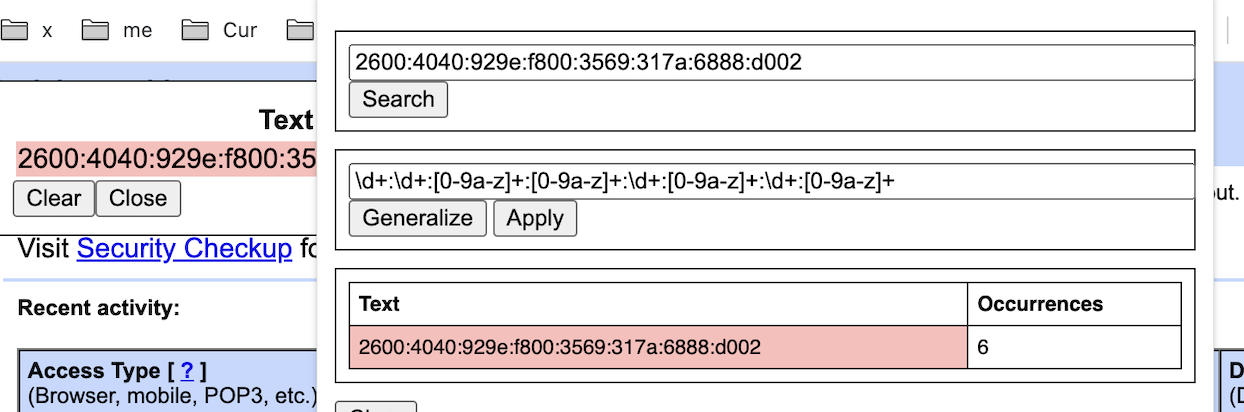 x me Cur
2600:4040:929e:f800:3569:317a:6888:d002
Search
Text
2600:4040:929e:f800:35
Clear Close
\d+:\d+:[0-9a-z]+:[0-9a-z]+:\d+:[0-9a-z]+:\d+:[0-9a-z]+
Generalize Apply
out.
Visit Security Checkup fo
Recent activity:
Text Occurrences
2600:4040:929e:f800:3569:317a:6888:d002 6
Access Type [ ? ]
(Browser, mobile, POP3, etc.)
D